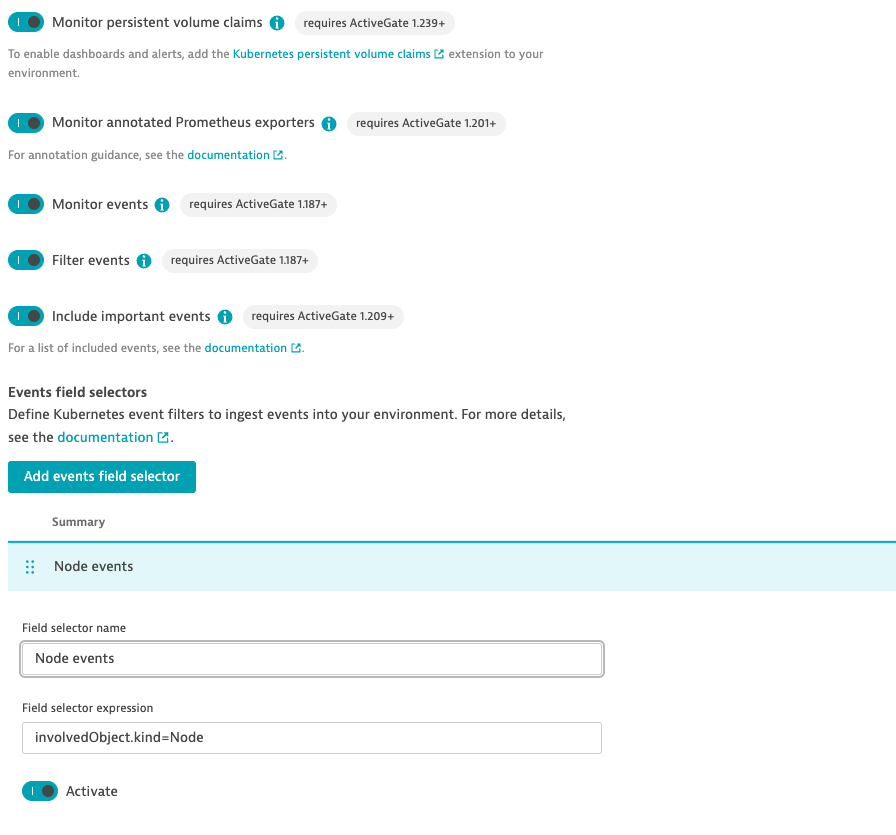 Monitor persistent volume claims requires ActiveGate 1.239+
To enable dashboards and alerts, add the Kubernetes persistent volume claims extension to your
environment.
Monitor annotated Prometheus exporters requires ActiveGate 1.201+
For annotation guidance, see the documentation.
Monitor events requires ActiveGate 1.187+
Filter events requires ActiveGate 1.187+
Include important events requires ActiveGate 1.209+
For a list of included events, see the documentation.
Events field selectors
Define Kubernetes event filters to ingest events into your environment. For more details,
see the documentation.
Add events field selector
Summary
Node events
Field selector name
Node events
Field selector expression
involvedObject.kind=Node
Activate